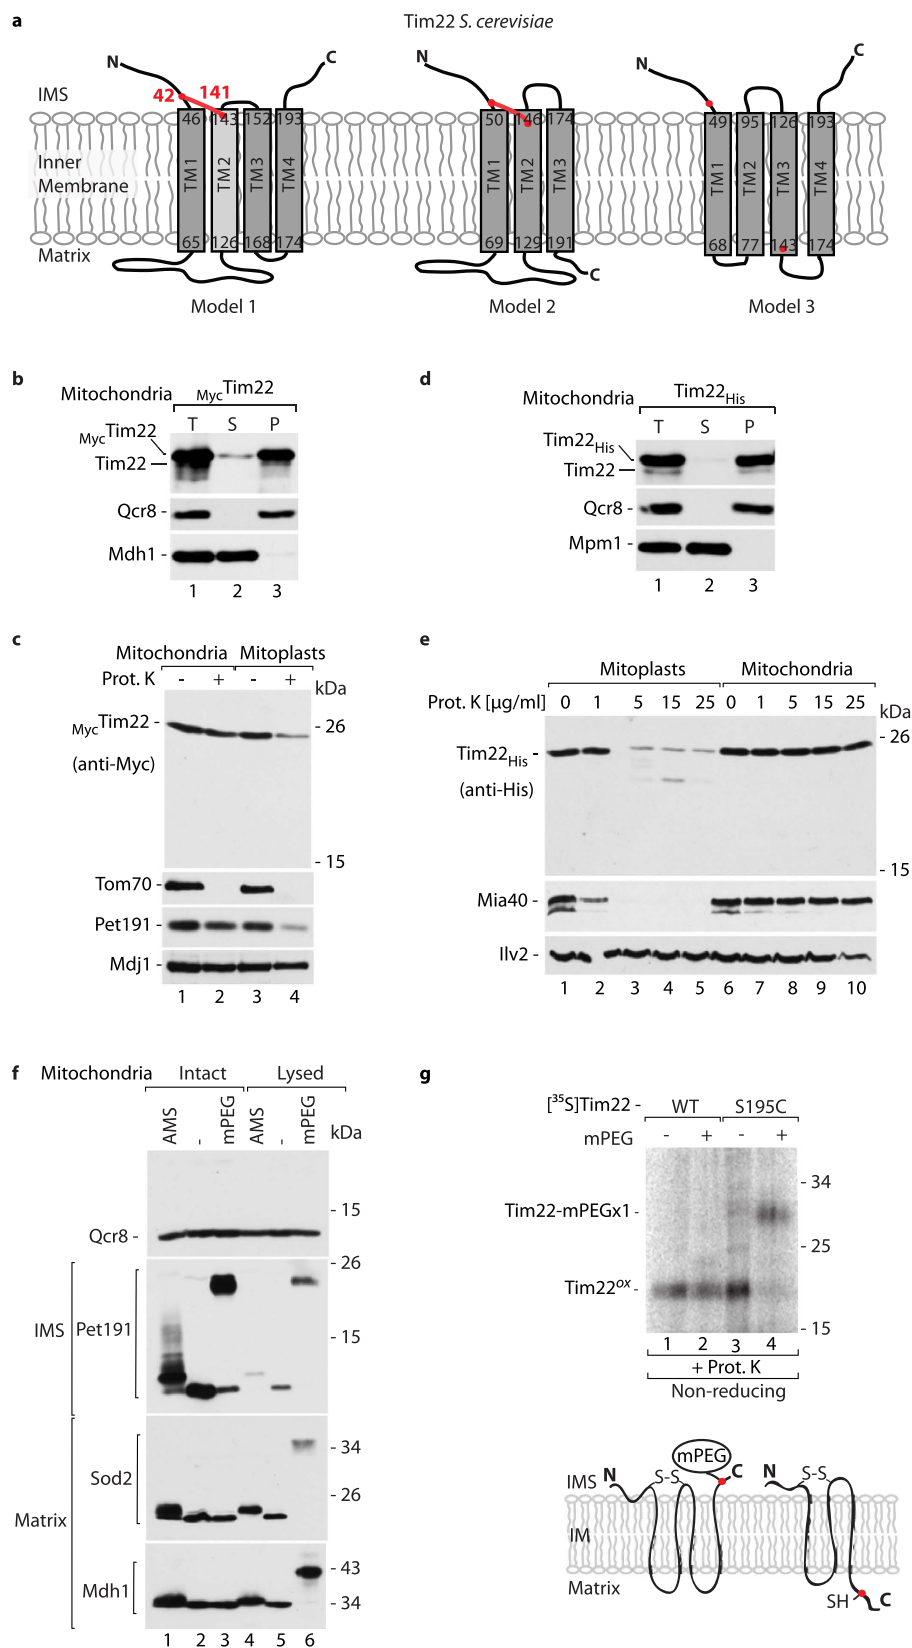 a
Tim22 S. cerevisiae
N
C
N
N
C
42 141
IMS
46 143 152 193
50 146 174
49 95 126 193
Inner
Membrane
TM1 TM2 TM3 TM4
TM1 TM2 TM3
TM1 TM2 TM3 TM4
65 126 168 174
69 129 191
68 77 143 174
Matrix
C
Model 1
Model 2
Model 3
b
Mitochondria MycTim22
T S P
MycTim22
Tim22
Qcr8 -
Mdh1 -
1 2 3
d
Mitochondria Tim22His
T S P
Tim22His
Tim22
Qcr8 -
Mpm1 -
1 2 3
c
Mitochondria Mitoplasts
Prot. K - + - +
kDa
MycTim22 -
(anti-Myc)
- 26
- 15
Tom70 -
Pet191 -
Mdj1 -
1 2 3 4
e
Mitoplasts Mitochondria
Prot. K [µg/ml] 0 1 5 15 25 0 1 5 15 25
kDa
- 26
Tim22His -
(anti-His)
- 15
Mia40 -
Ilv2 -
1 2 3 4 5 6 7 8 9 10
f
Mitochondria Intact Lysed
AMS - mPEG AMS - mPEG
kDa
- 15
Qcr8 -
- 26
IMS Pet191
- 15
- 34
Sod2
- 26
Matrix
- 43
Mdh1
- 34
1 2 3 4 5 6
g
[35S]Tim22 - WT S195C
mPEG - + - +
- 34
Tim22-mPEGx1 -
- 25
Tim22ox -
- 15
1 2 3 4
+ Prot. K
Non-reducing
mPEG
IMS N S-S C N S-S
IM
Matrix
SH C